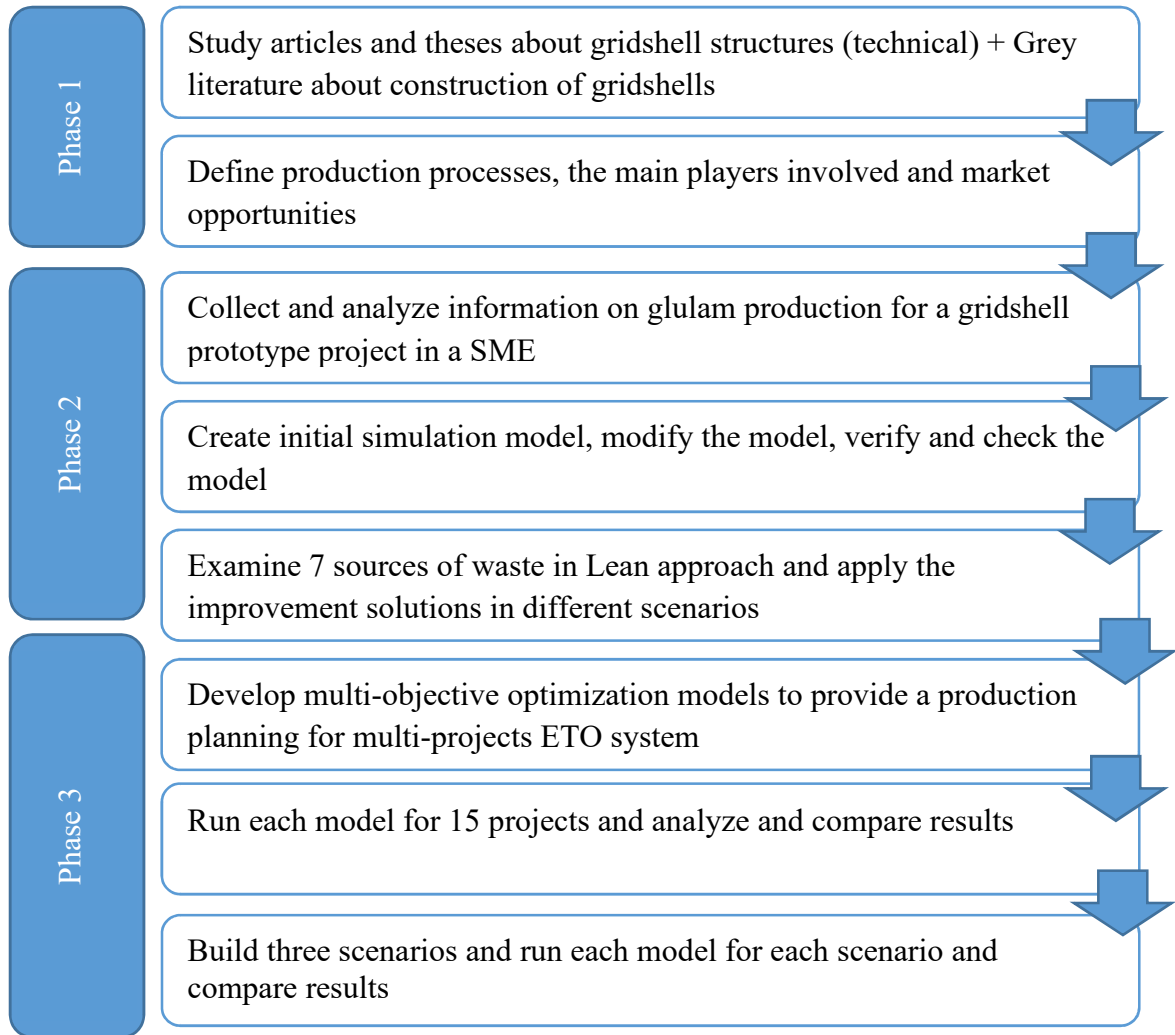 Phase 1
Study articles and theses about gridshell structures (technical) + Grey
literature about construction of gridshells
Define production processes, the main players involved and market
opportunities
Phase 2
Collect and analyze information on glulam production for a gridshell
prototype project in a SME
Create initial simulation model, modify the model, verify and check the
model
Examine 7 sources of waste in Lean approach and apply the
improvement solutions in different scenarios
Phase 3
Develop multi-objective optimization models to provide a production
planning for multi-projects ETO system
Run each model for 15 projects and analyze and compare results
Build three scenarios and run each model for each scenario and
compare results